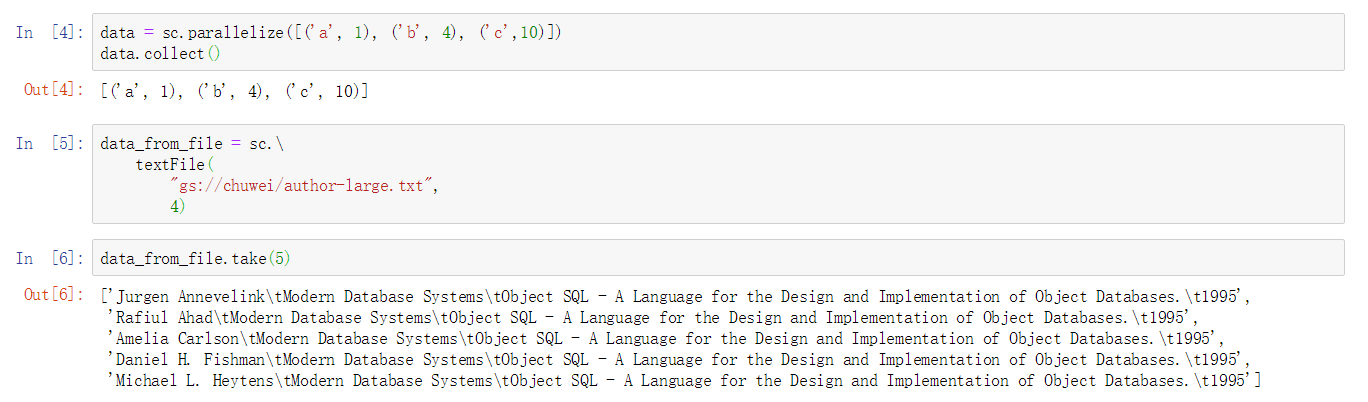 In [4]: data = sc.parallelize([('a', 1), ('b', 4), ('c',10)])
data.collect()
Out[4]: [('a', 1), ('b', 4), ('c', 10)]
In [5]: data_from_file = sc.\
textFile(
"gs://chuwei/author-large.txt",
4)
In [6]: data_from_file.take(5)
Out[6]: ['Jurgen Annevelink\tModern Database Systems\tObject SQL - A Language for the Design and Implementation of Object Databases.\t1995',
'Rafiul Ahad\tModern Database Systems\tObject SQL - A Language for the Design and Implementation of Object Databases.\t1995',
'Amelia Carlson\tModern Database Systems\tObject SQL - A Language for the Design and Implementation of Object Databases.\t1995',
'Daniel H. Fishman\tModern Database Systems\tObject SQL - A Language for the Design and Implementation of Object Databases.\t1995',
'Michael L. Heytens\tModern Database Systems\tObject SQL - A Language for the Design and Implementation of Object Databases.\t1995']